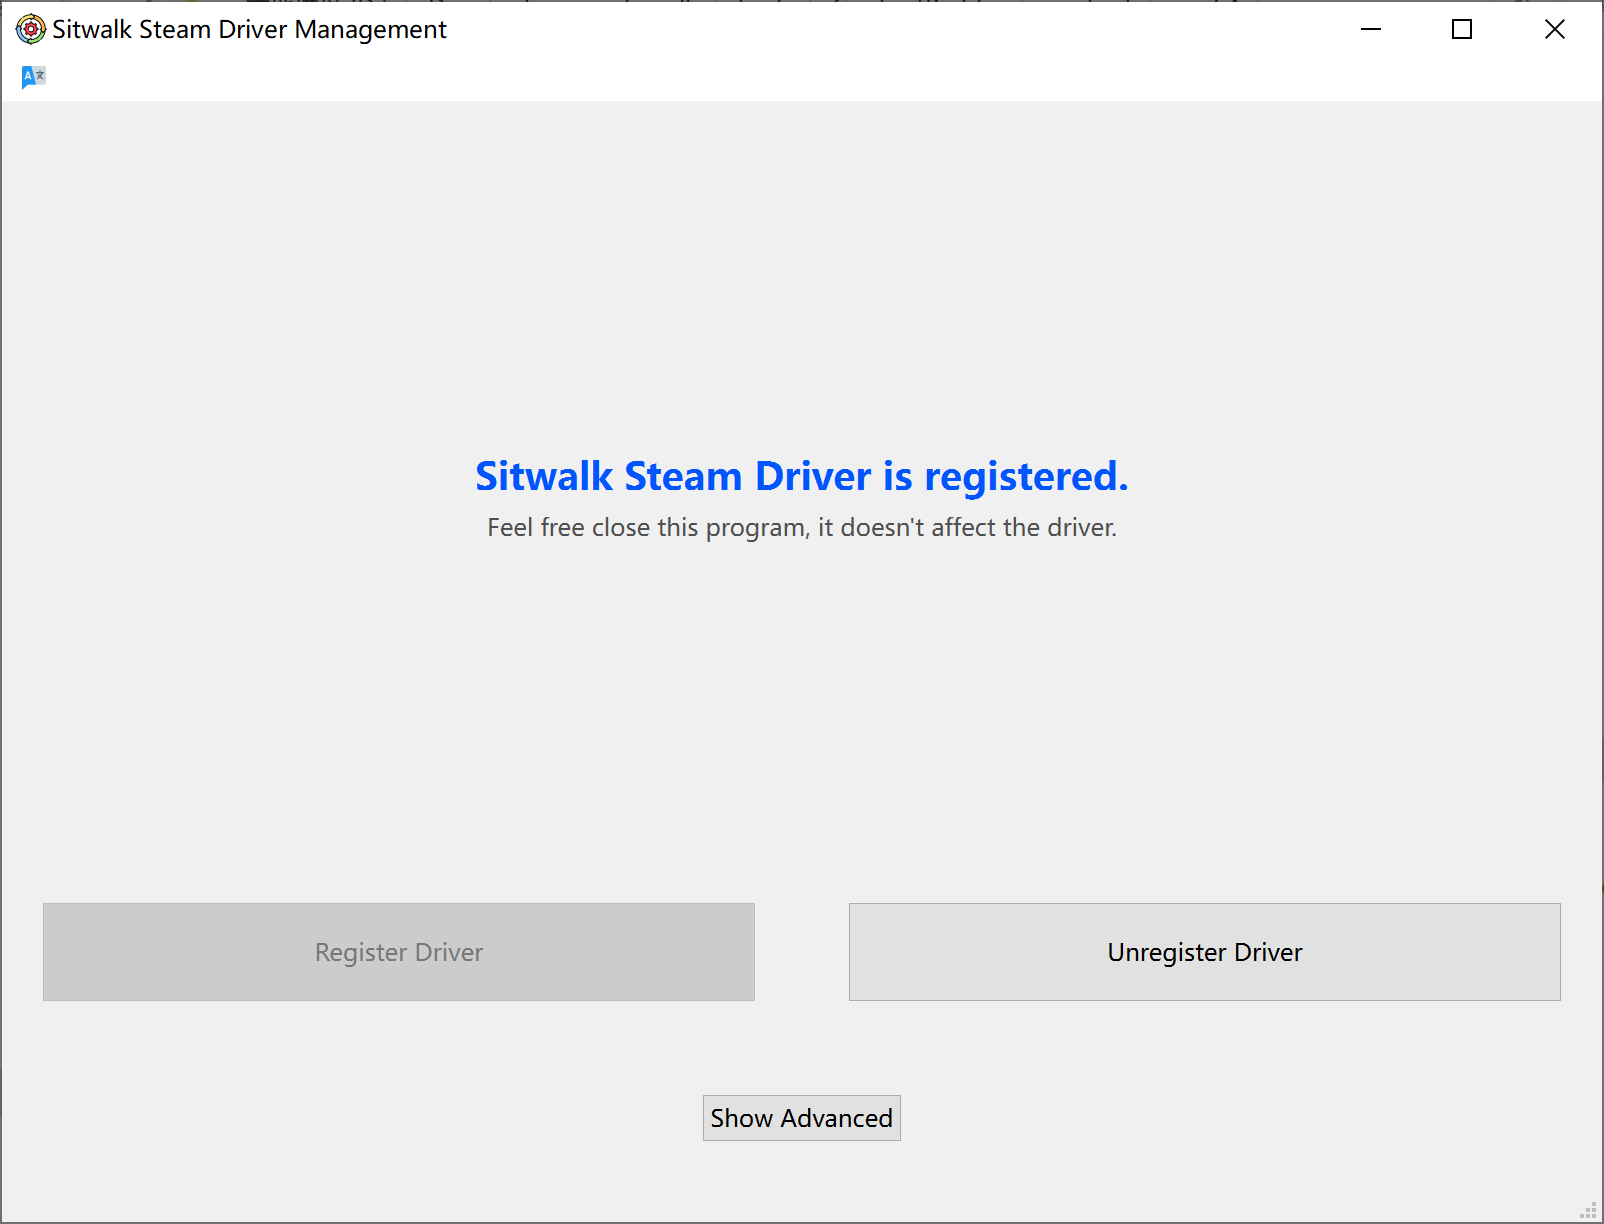 Sitwalk Steam Driver Management
Sitwalk Steam Driver is registered.
Feel free close this program, it doesn't affect the driver.
Register Driver
Unregister Driver
Show Advanced